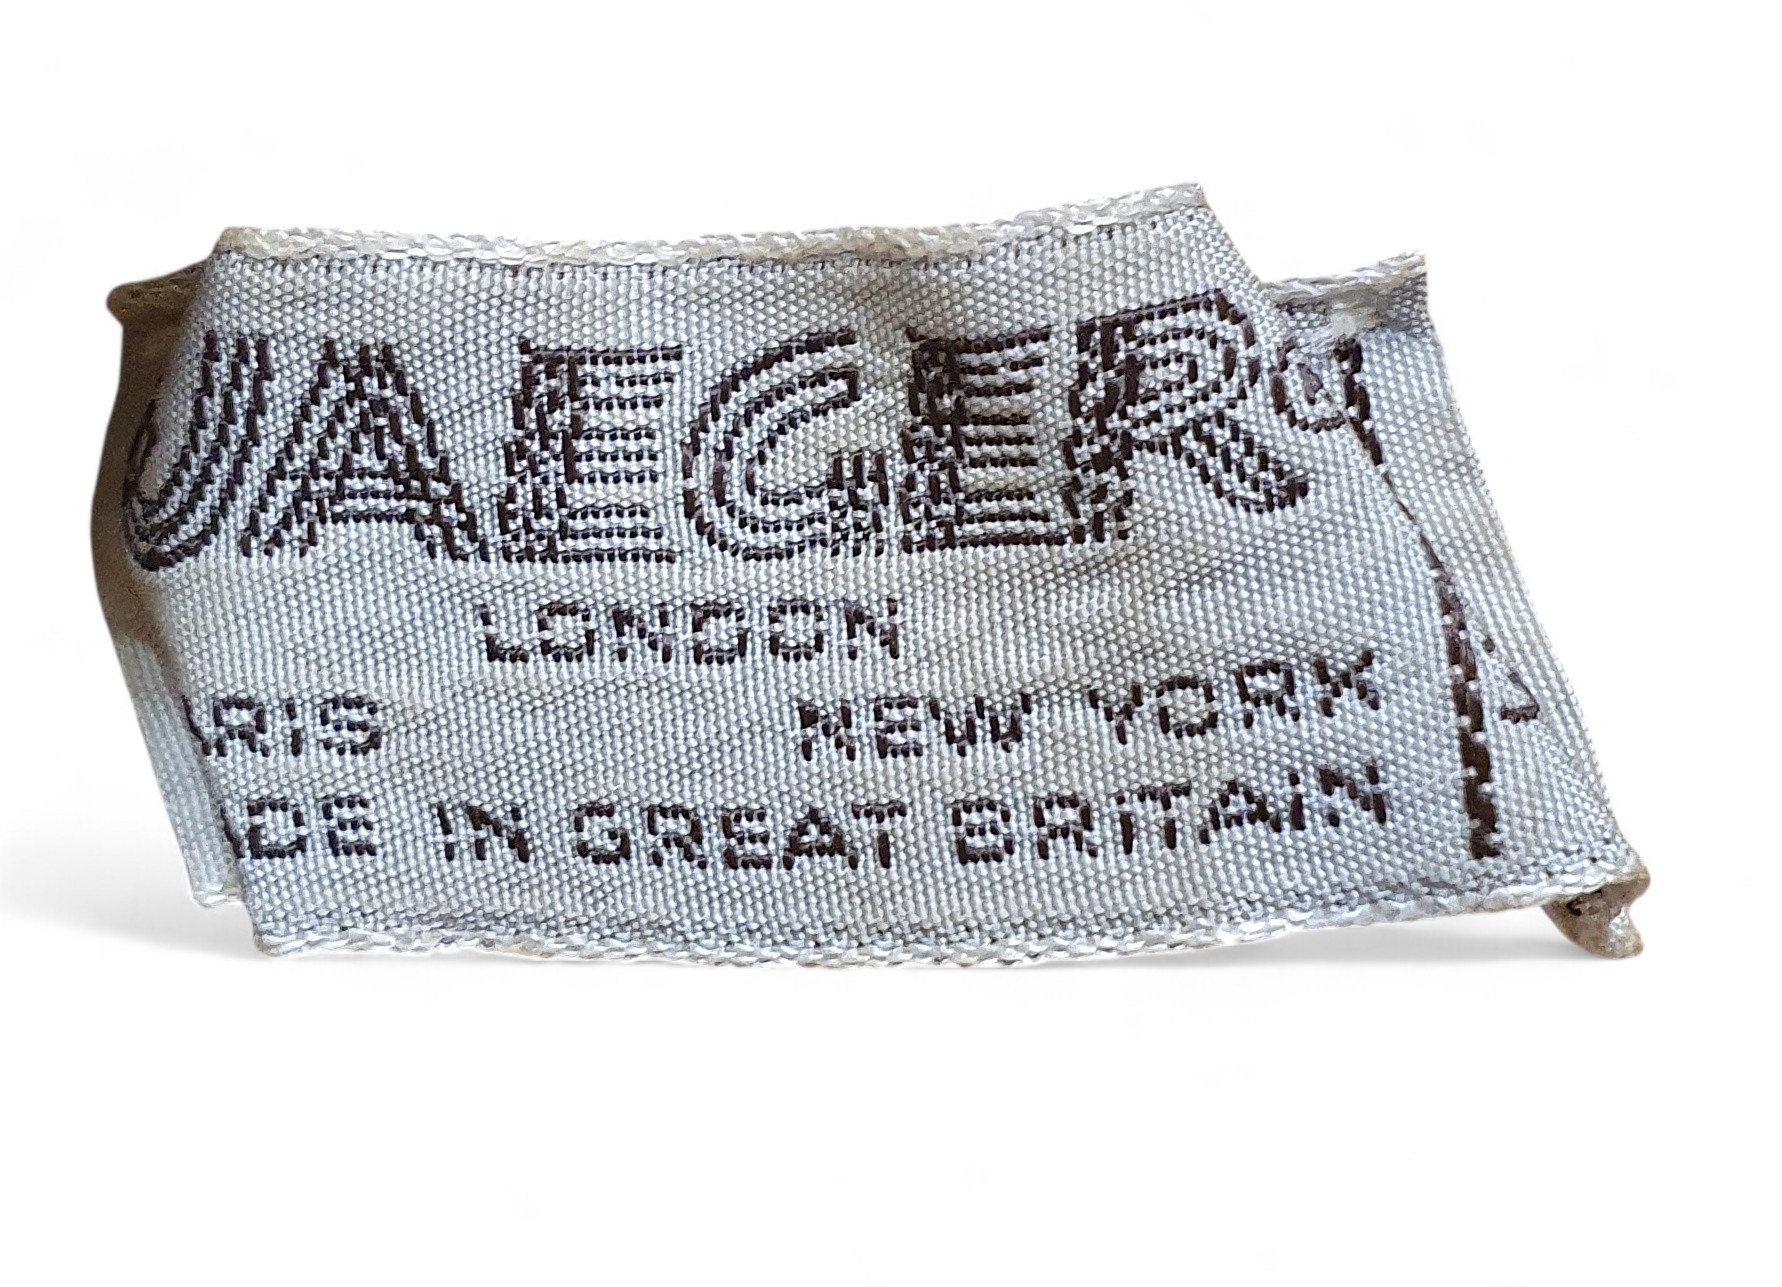 JAEGER
LONDON
RIS NEW YORK
DE IN GREAT BRITAIN